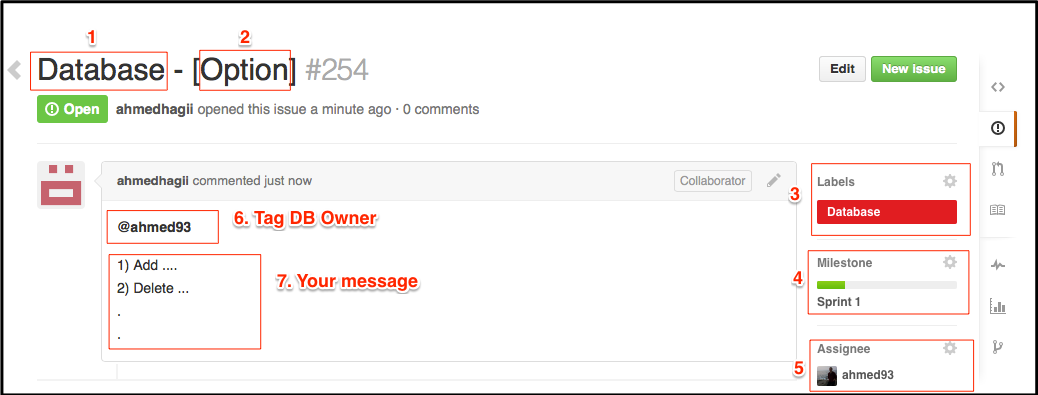 1
2
Database - [Option] #254
Edit
New issue
Open ahmedhagii opened this issue a minute ago · 0 comments
ahmedhagii commented just now
Collaborator
@ahmed93
6. Tag DB Owner
1) Add ....
2) Delete ...
.
.
7. Your message
3
Labels
Database
4
Milestone
Sprint 1
5
Assignee
ahmed93